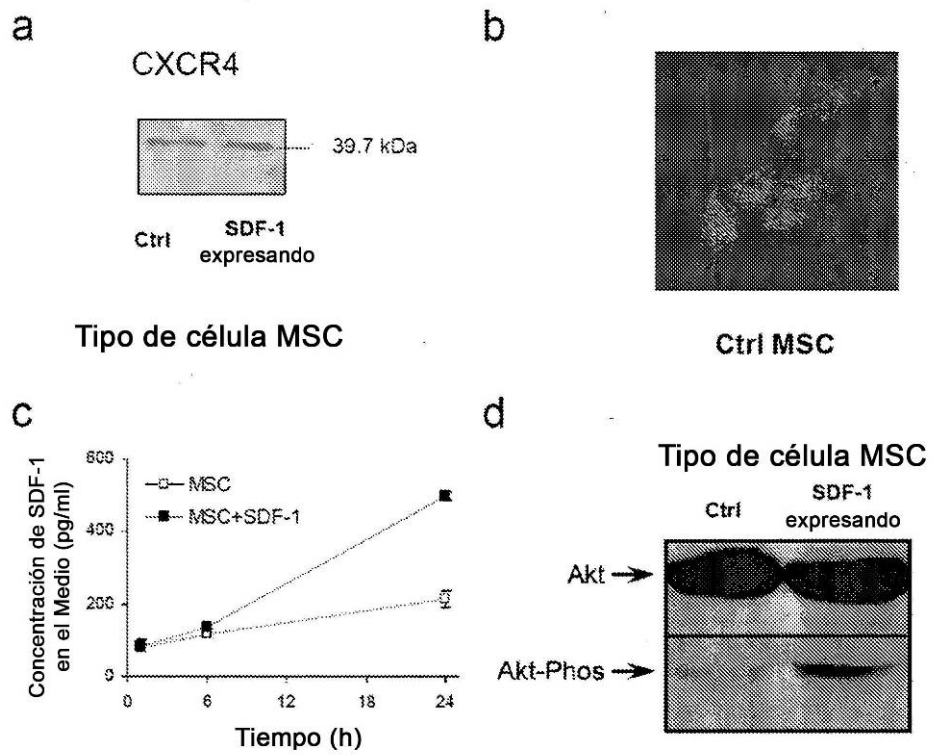 a
CXCR4
39.7 kDa
Ctrl
SDF-1
expresando
Tipo de célula MSC
b
Ctrl MSC
c
Concentración de SDF-1
en el Medio (pg/ml)
600
400
200
0
MSC
MSC+SDF-1
0 6 12 18 24
Tiempo (h)
d
Tipo de célula MSC
Ctrl
SDF-1
expresando
Akt
Akt-Phos